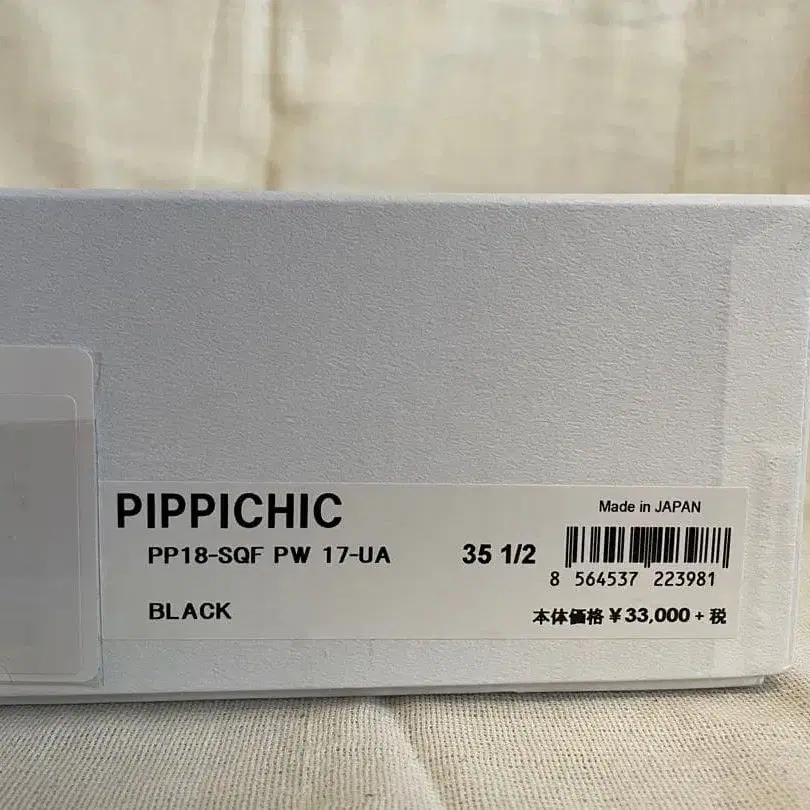 PIPPICHIC
Made in JAPAN
PP18-SQF PW 17-UA
35 1/2
8 564537 223981
BLACK
本体価格￥33,000+税